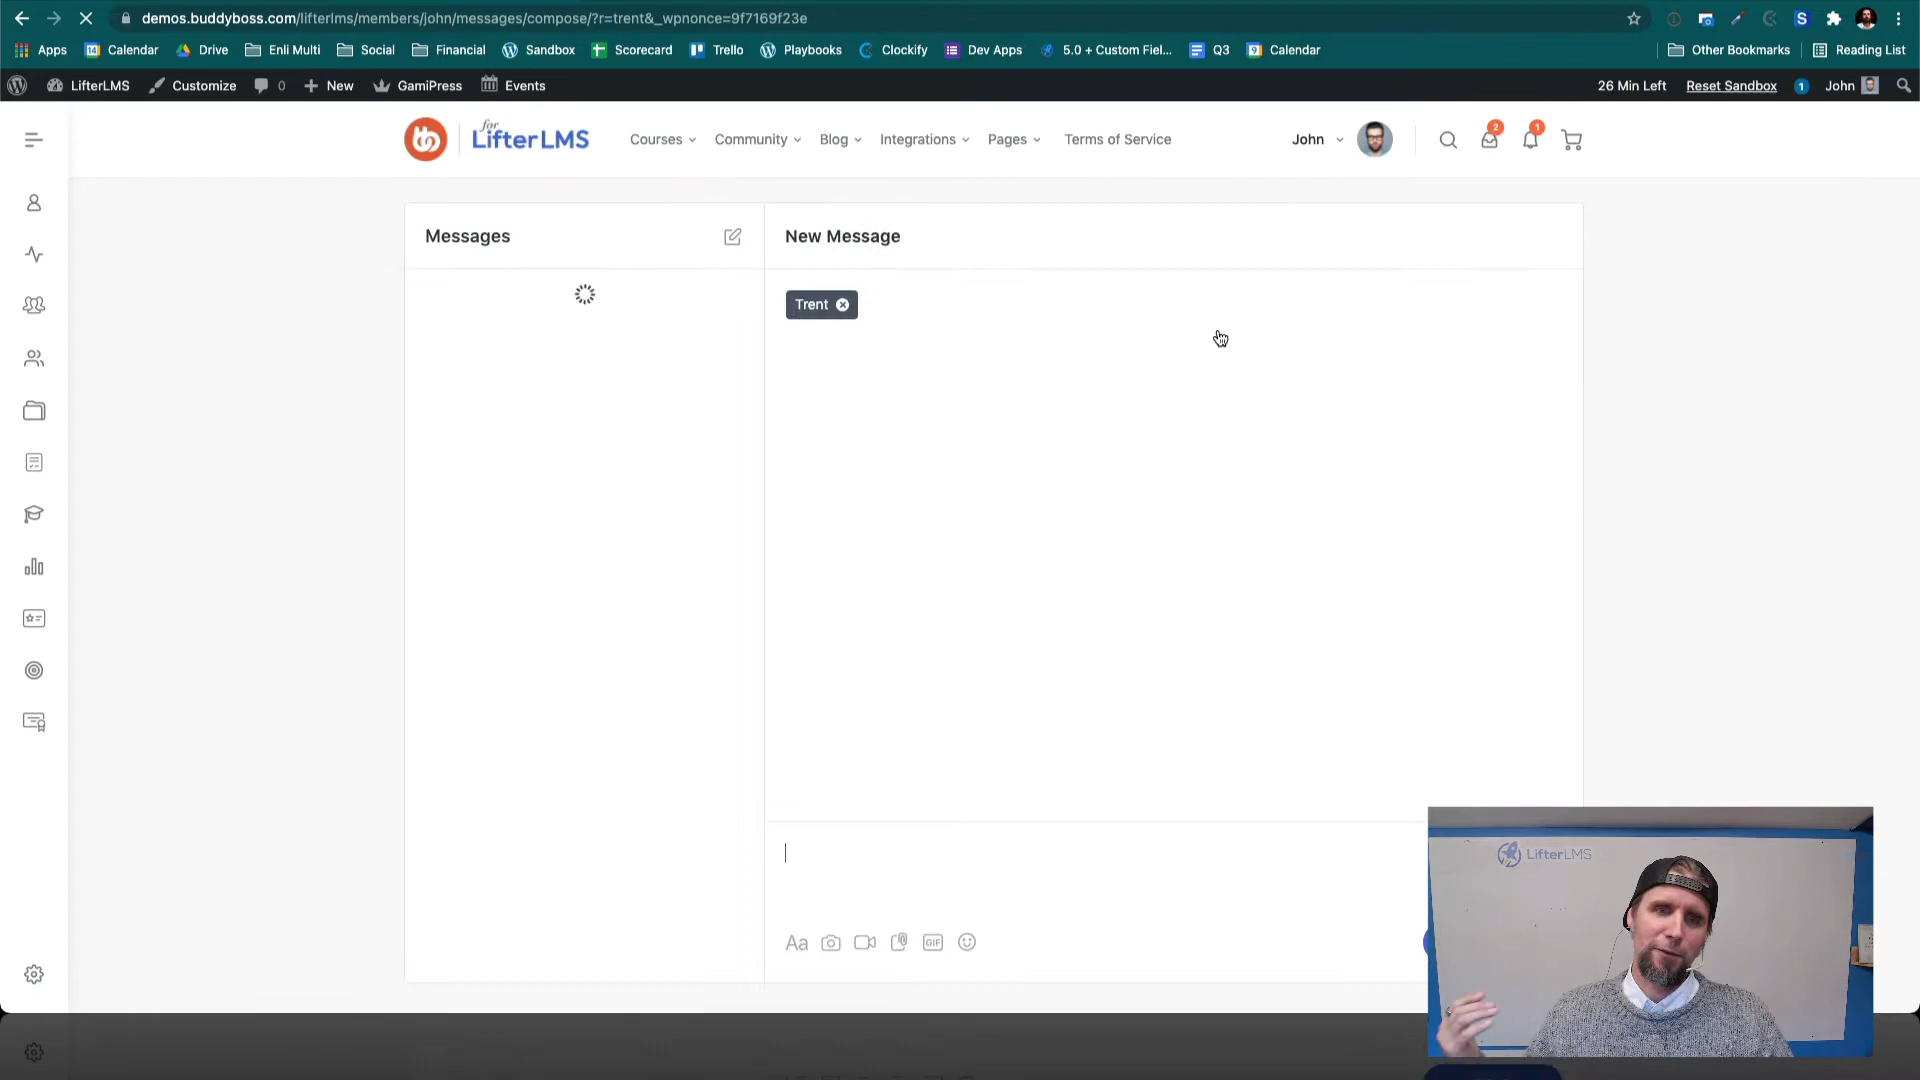 demos.buddyboss.com/lifterlms/members/john/messages/compose/?r=trent&_wpnonce=9f7169f23e
S
Apps 14 Calendar Drive Enli Multi Social Financial Sandbox Scorecard Trello Playbooks Clockify Dev Apps 5.0 + Custom Fiel... Q3 9 Calendar Other Bookmarks Reading List
LifterLMS Customize 0 New GamiPress Events 26 Min Left Reset Sandbox 1 John
for LifterLMS Courses Community Blog Integrations Pages Terms of Service John 2 1
Messages New Message
Trent
LifterLMS
Aa GIF